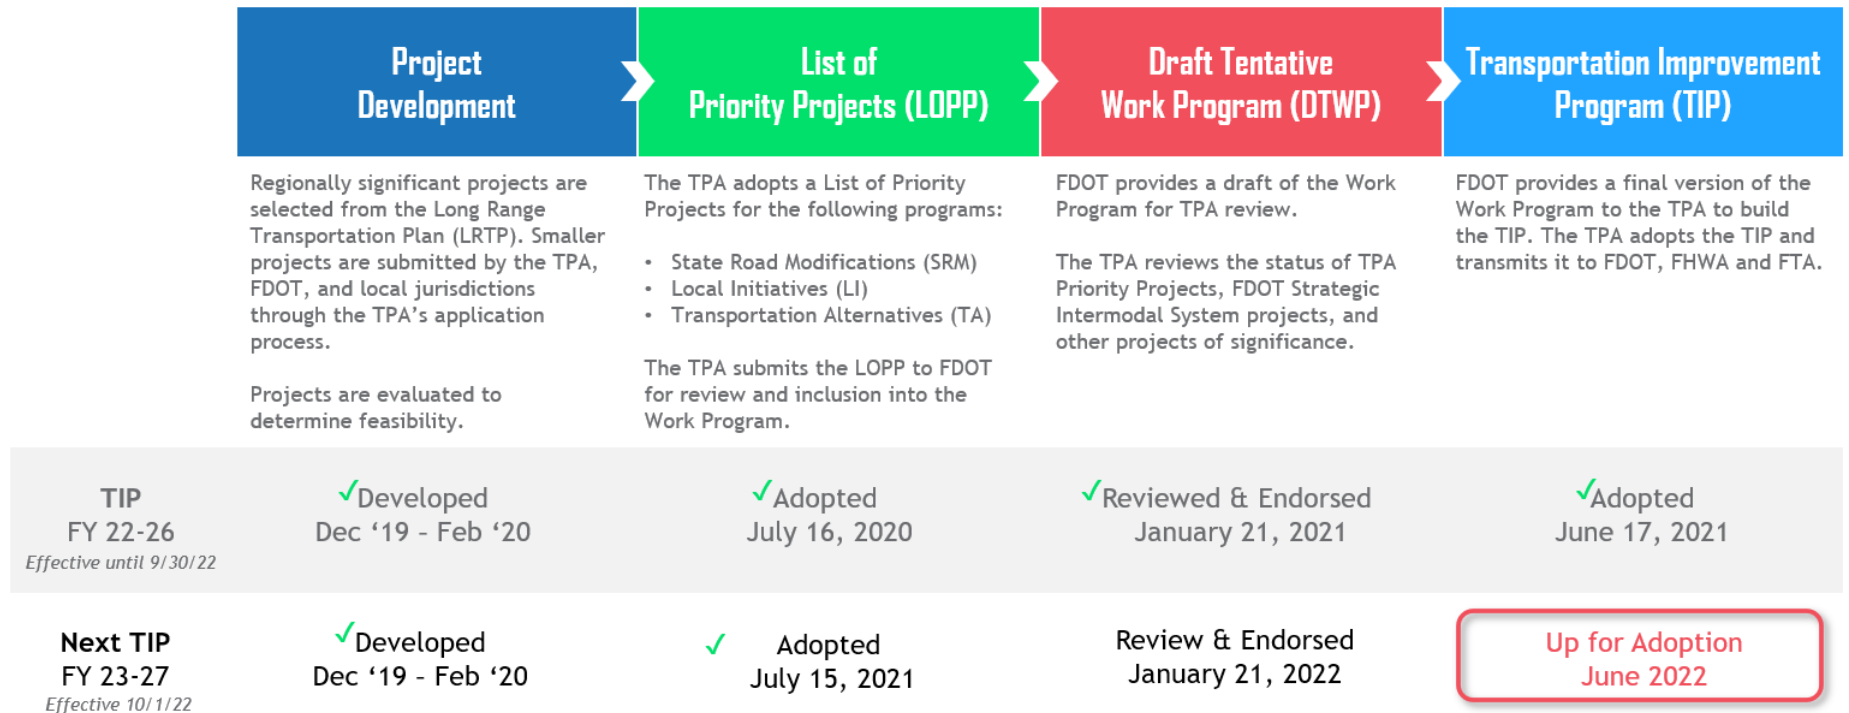 Project
Development
List of
Priority Projects (LOPP)
Draft Tentative
Work Program (DTWP)
Transportation Improvement
Program (TIP)
Regionally significant projects are
selected from the Long Range
Transportation Plan (LRTP). Smaller
projects are submitted by the TPA,
FDOT, and local jurisdictions
through the TPA’s application
process.
Projects are evaluated to
determine feasibility.
The TPA adopts a List of Priority
Projects for the following programs:
• State Road Modifications (SRM)
• Local Initiatives (LI)
• Transportation Alternatives (TA)
The TPA submits the LOPP to FDOT
for review and inclusion into the
Work Program.
FDOT provides a draft of the Work
Program for TPA review.
The TPA reviews the status of TPA
Priority Projects, FDOT Strategic
Intermodal System projects, and
other projects of significance.
FDOT provides a final version of the
Work Program to the TPA to build
the TIP. The TPA adopts the TIP and
transmits it to FDOT, FHWA and FTA.
TIP
FY 22-26
Effective until 9/30/22
✓Developed
Dec ‘19 – Feb ‘20
✓Adopted
July 16, 2020
✓Reviewed & Endorsed
January 21, 2021
✓Adopted
June 17, 2021
Next TIP
FY 23-27
Effective 10/1/22
✓Developed
Dec ‘19 – Feb ‘20
✓ Adopted
July 15, 2021
Review & Endorsed
January 21, 2022
Up for Adoption
June 2022